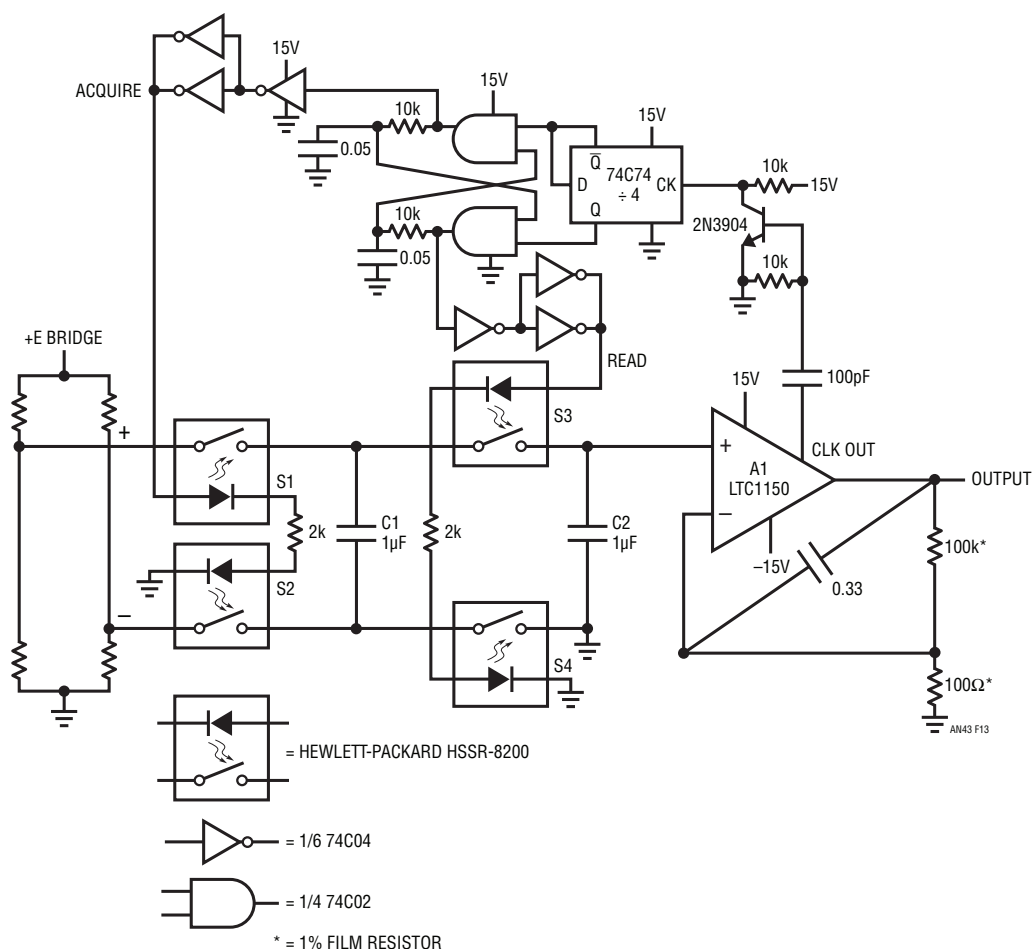 15V
ACQUIRE
10k
0.05
15V
10k
0.05
Q̅
D
Q
74C74
÷ 4
CK
15V
10k
15V
2N3904
10k
+E BRIDGE
READ
+
−
S1
S2
2k
C1
1µF
2k
S3
S4
C2
1µF
100pF
15V
CLK OUT
+
A1
LTC1150
−
−15V
OUTPUT
0.33
100k*
100Ω*
AN43 F13
= HEWLETT-PACKARD HSSR-8200
= 1/6 74C04
= 1/4 74C02
* = 1% FILM RESISTOR